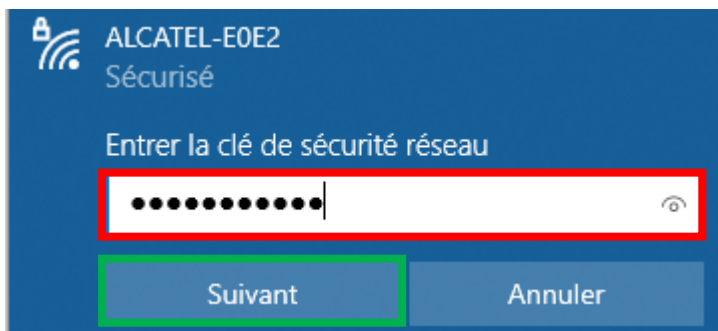 ALCATEL-E0E2
Sécurisé
Entrer la clé de sécurité réseau
●●●●●●●●●●●
Suivant
Annuler